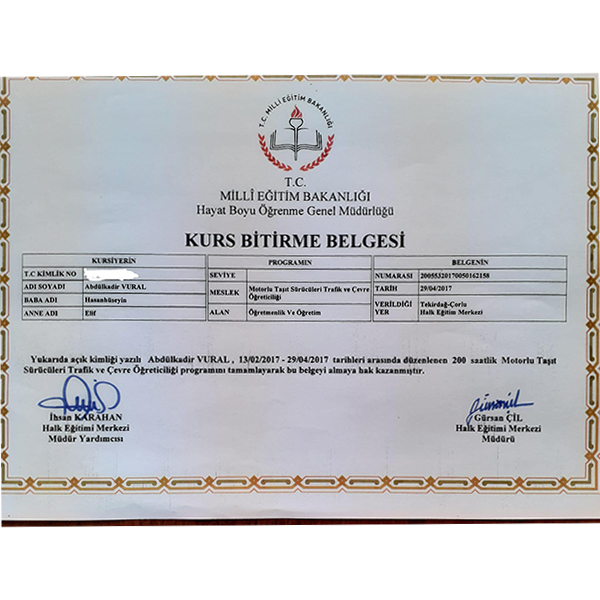 T.C. MİLLİ EĞİTİM BAKANLIĞI
T.C.
MİLLÎ EĞİTİM BAKANLIĞI
Hayat Boyu Öğrenme Genel Müdürlüğü
KURS BİTİRME BELGESİ
KURSİYERİN
T.C KİMLİK NO
ADI SOYADI Abdülkadir VURAL
BABA ADI Hasanhüseyin
ANNE ADI Elif
PROGRAMIN
SEVİYE
MESLEK Motorlu Taşıt Sürücüleri Trafik ve Çevre
Öğreticiliği
ALAN Öğretmenlik Ve Öğretim
BELGENİN
NUMARASI 20055320170050162158
TARİH 29/04/2017
VERİLDİĞİ Tekirdağ-Çorlu
YER Halk Eğitim Merkezi
Yukarıda açık kimliği yazılı Abdülkadir VURAL , 13/02/2017 - 29/04/2017 tarihleri arasında düzenlenen 200 saatlik Motorlu Taşıt
Sürücüleri Trafik ve Çevre Öğreticiliği programını tamamlayarak bu belgeyi almaya hak kazanmıştır.
İhsan KARAHAN
Halk Eğitimi Merkezi
Müdür Yardımcısı
Gürsan ÇİL
Halk Eğitimi Merkezi
Müdürü